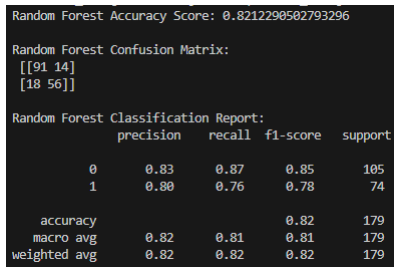 Random Forest Accuracy Score: 0.8212290502793296
Random Forest Confusion Matrix:
[[91 14]
[18 56]]
Random Forest Classification Report:
precision recall f1-score support
0 0.83 0.87 0.85 105
1 0.80 0.76 0.78 74
accuracy 0.82 179
macro avg 0.82 0.81 0.81 179
weighted avg 0.82 0.82 0.82 179